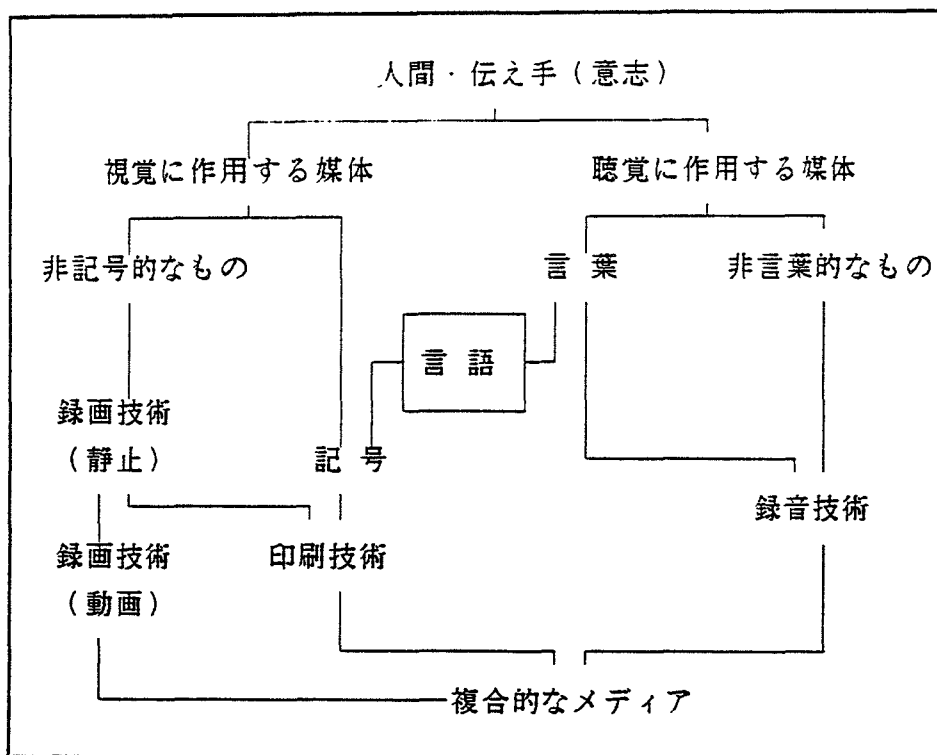 人間・伝え手（意志）
視覚に作用する媒体
聴覚に作用する媒体
非記号的なもの
言葉
非言葉的なもの
言語
録画技術
（静止）
記号
録音技術
録画技術
（動画）
印刷技術
複合的なメディア